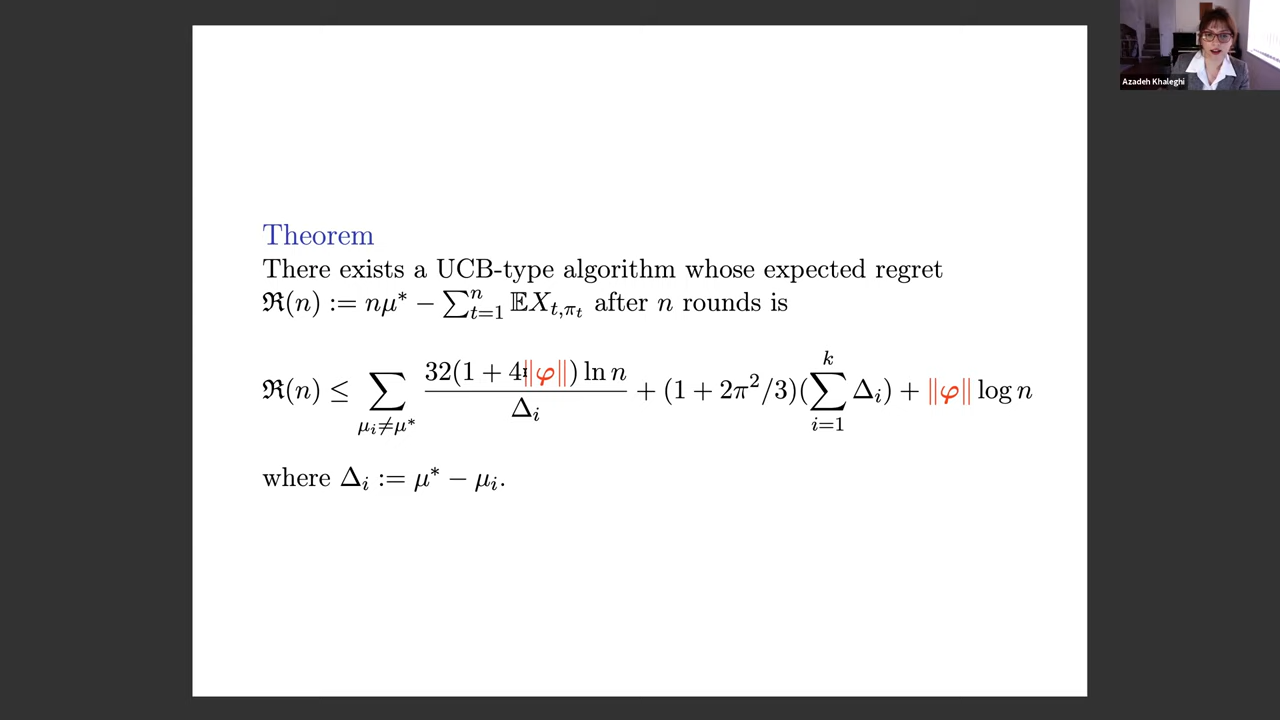 Azadeh Khaleghi
Theorem
There exists a UCB-type algorithm whose expected regret
ℜ(n) := nμ* − ∑ⁿₜ₌₁ 𝔼X_{t,π_t} after n rounds is
ℜ(n) ≤ ∑_{μ_i≠μ*} 32(1 + 4‖φ‖) ln n / Δ_i + (1 + 2π²/3)(∑_{i=1}^{k} Δ_i) + ‖φ‖ log n
where Δ_i := μ* − μ_i.